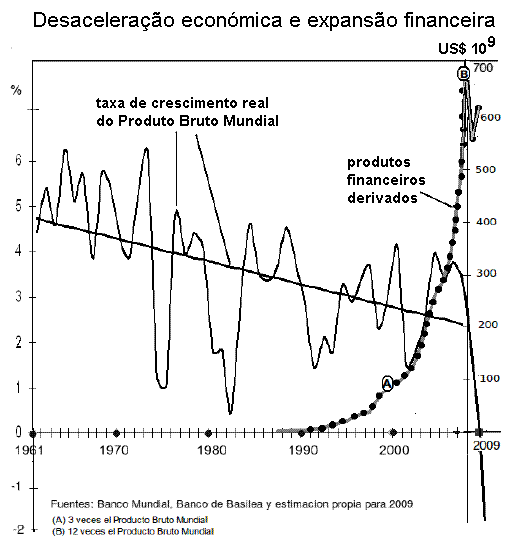 Desaceleração económica e expansão financeira
US$ 10⁹
%
B
700
taxa de crescimento real
do Produto Bruto Mundial
600
6
produtos
financeiros
derivados
500
5
400
4
300
3
200
2
A
100
1
0
1961
1970
1980
1990
2000
2009
-1
-2
Fuentes: Banco Mundial, Banco de Basilea y estimacion propia para 2009
(A) 3 veces el Producto Bruto Mundial
(B) 12 veces el Producto Bruto Mundial